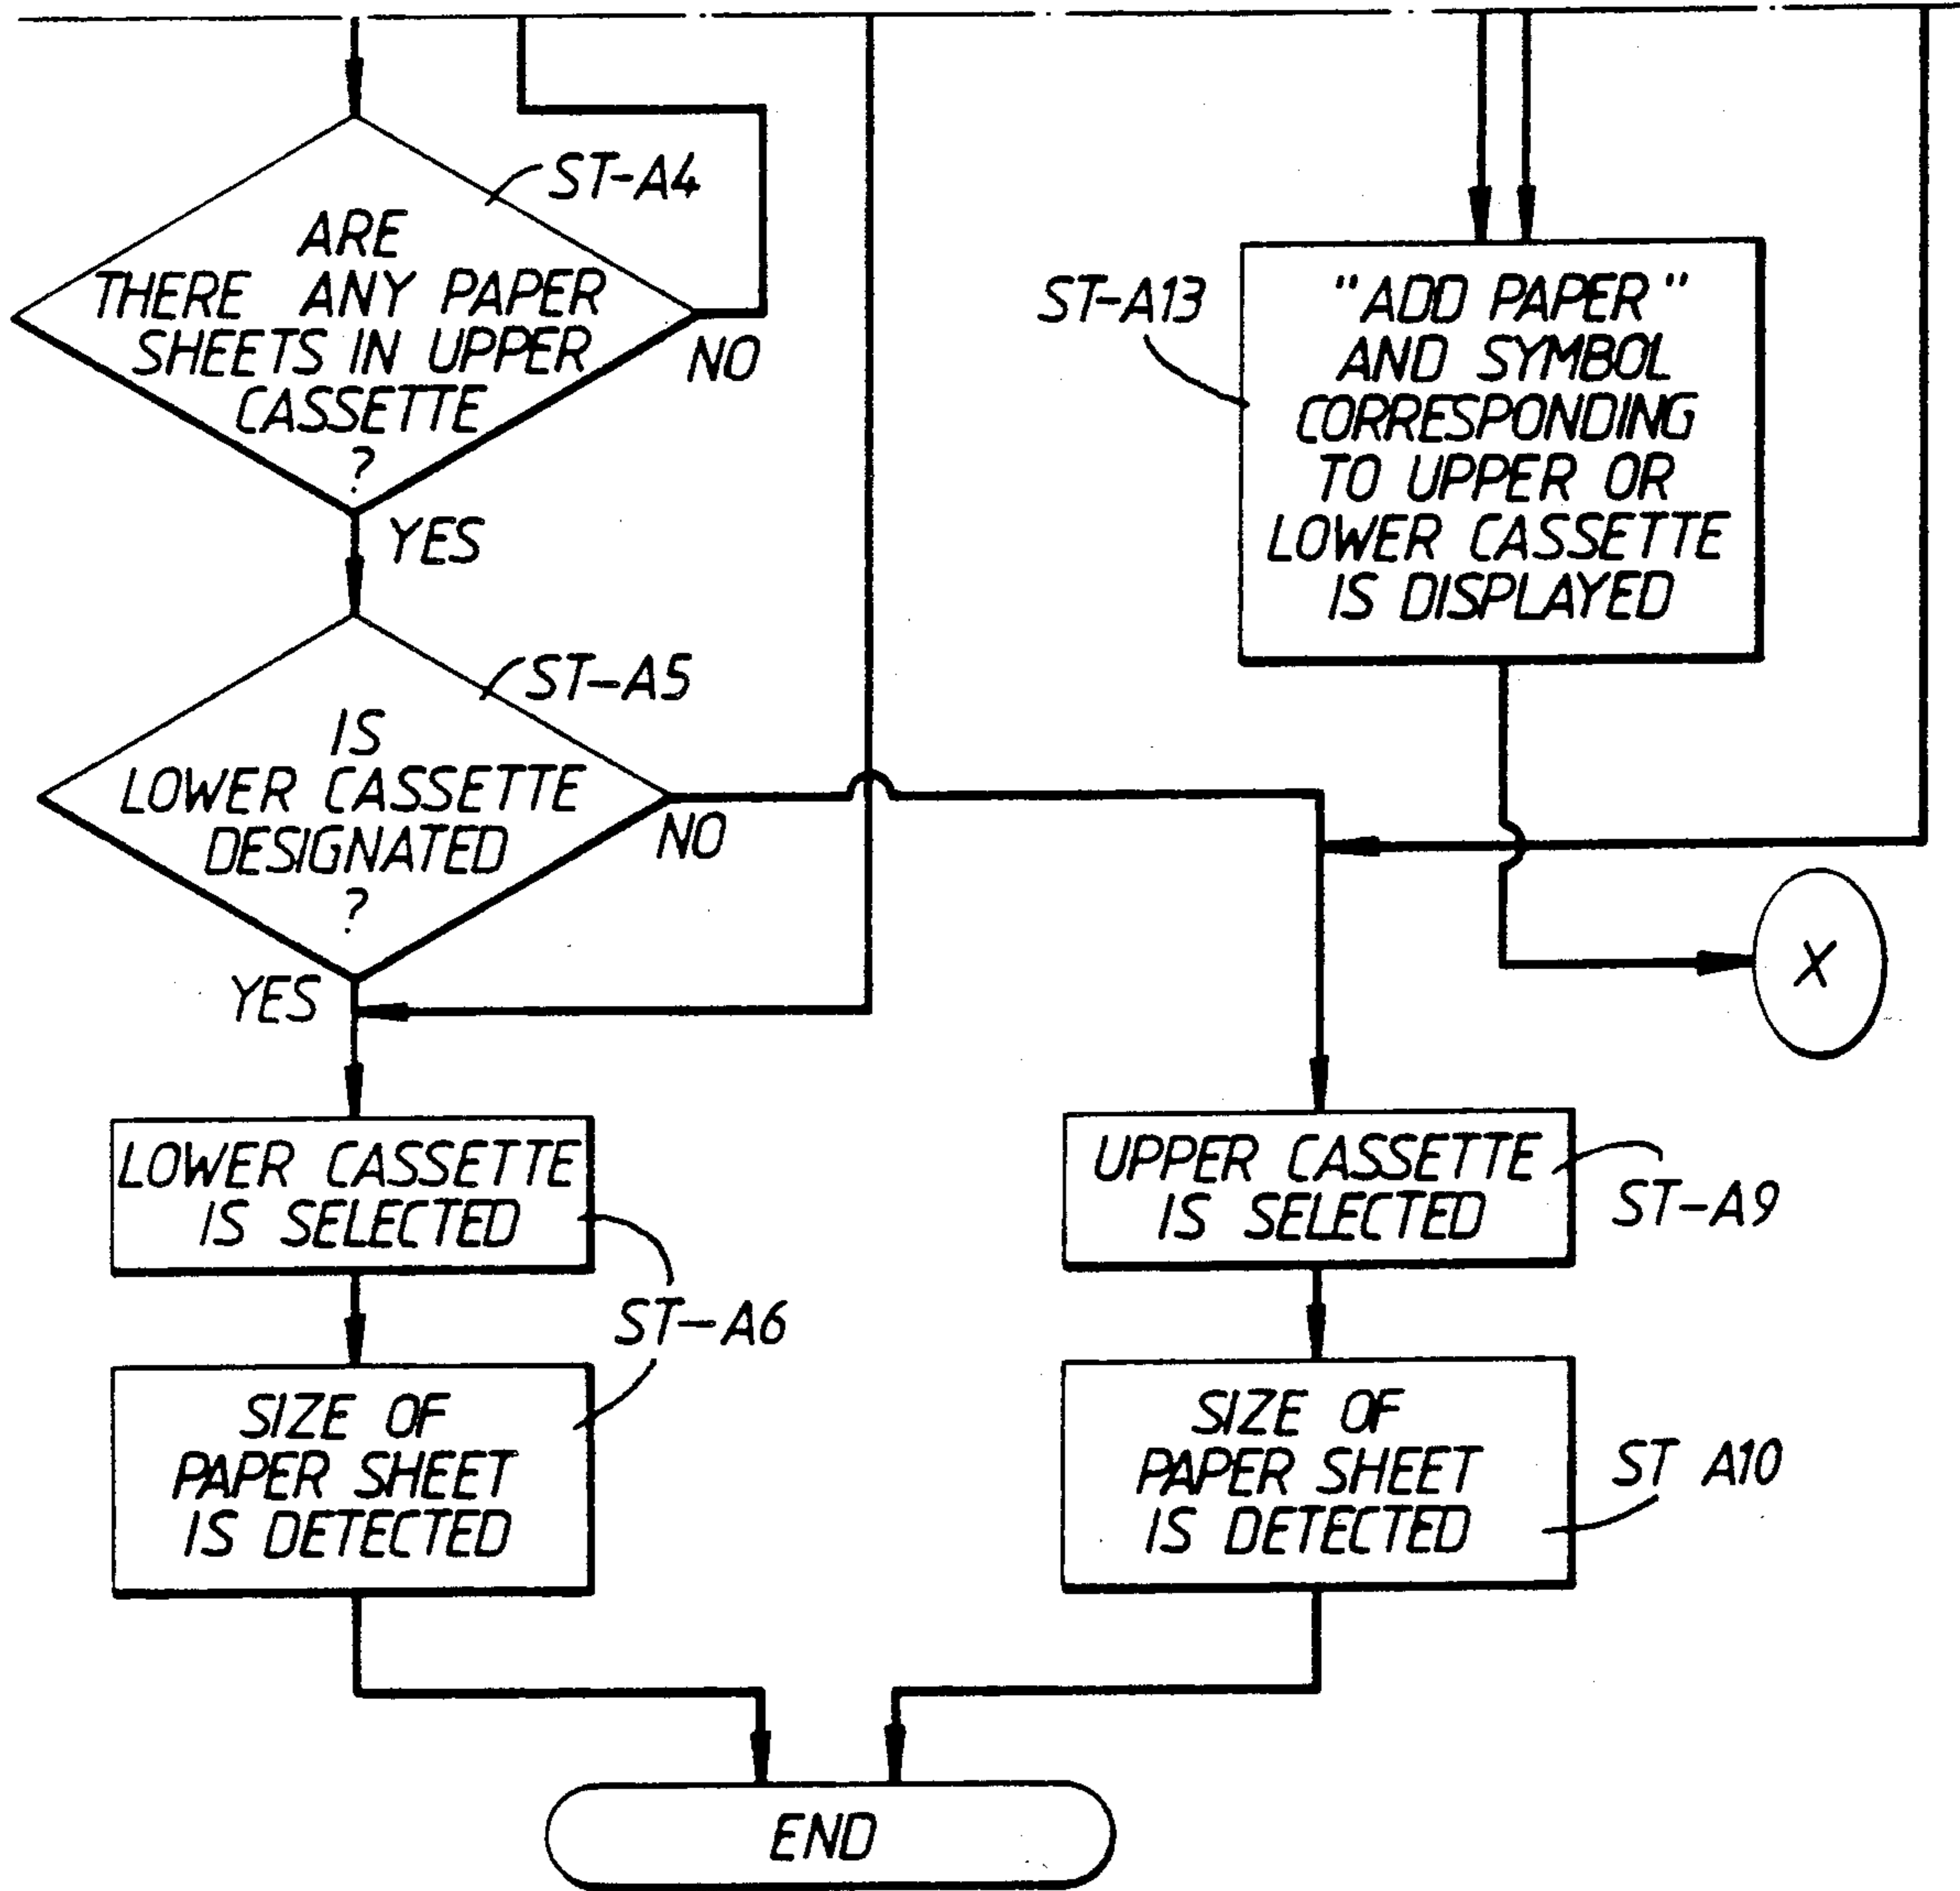 ST-A4
ARE
THERE ANY PAPER
SHEETS IN UPPER
CASSETTE
?
NO
YES
ST-A13
"ADD PAPER"
AND SYMBOL
CORRESPONDING
TO UPPER OR
LOWER CASSETTE
IS DISPLAYED
ST-A5
IS
LOWER CASSETTE
DESIGNATED
?
NO
YES
X
LOWER CASSETTE
IS SELECTED
ST-A6
SIZE OF
PAPER SHEET
IS DETECTED
UPPER CASSETTE
IS SELECTED
ST-A9
SIZE OF
PAPER SHEET
IS DETECTED
ST A10
END